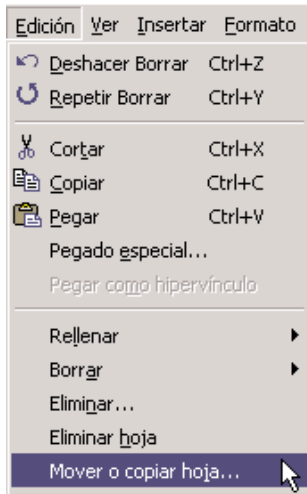 Edición Ver Insertar Formato
Deshacer Borrar Ctrl+Z
Repetir Borrar Ctrl+Y
Cortar Ctrl+X
Copiar Ctrl+C
Pegar Ctrl+V
Pegado especial...
Pegar como hipervínculo
Rellenar
Borrar
Eliminar...
Eliminar hoja
Mover o copiar hoja...